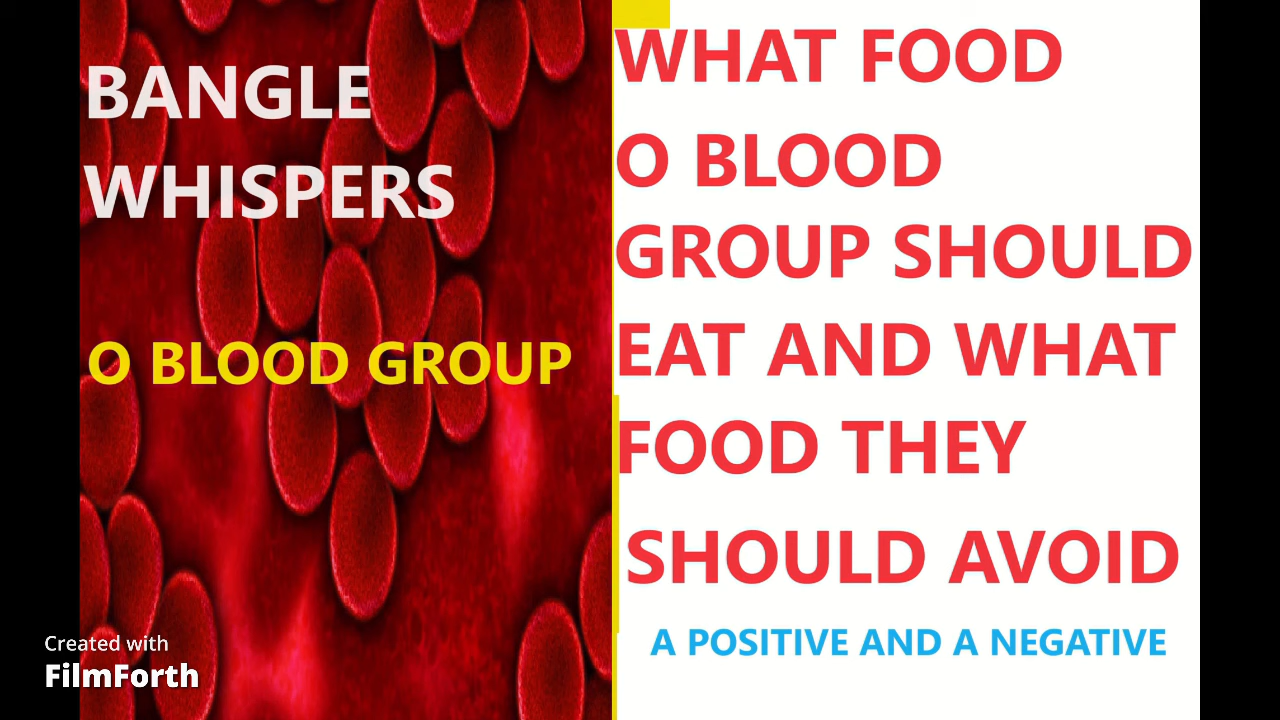 BANGLE
WHISPERS
O BLOOD GROUP
WHAT FOOD
O BLOOD
GROUP SHOULD
EAT AND WHAT
FOOD THEY
SHOULD AVOID
A POSITIVE AND A NEGATIVE
Created with
FilmForth